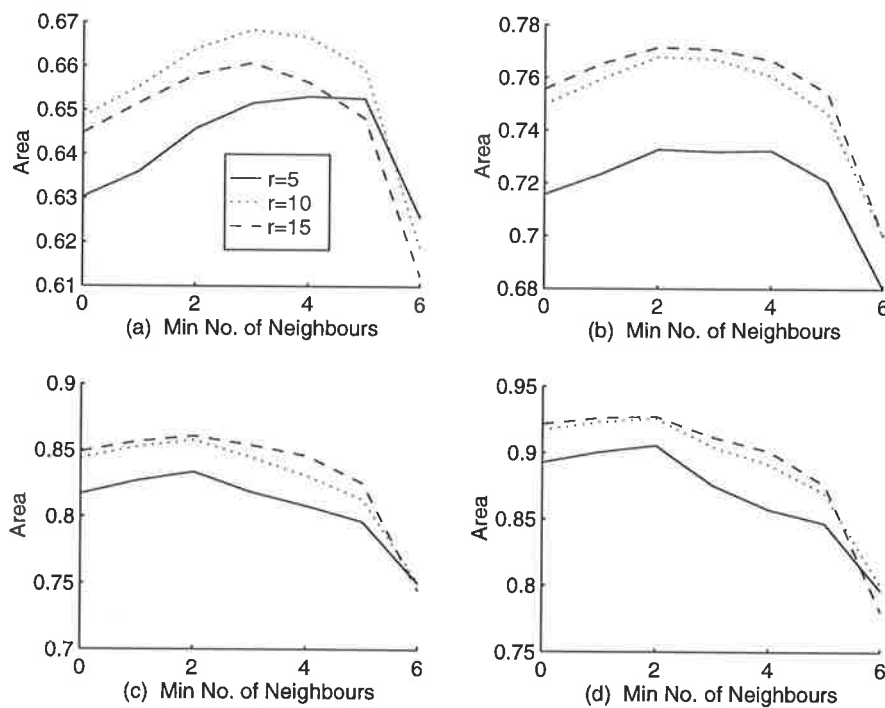 0.67
0.66
0.65
0.64
0.63
0.62
0.61
Area
r=5
r=10
r=15
0 2 4 6
(a) Min No. of Neighbours
0.78
0.76
0.74
0.72
0.7
0.68
Area
0 2 4 6
(b) Min No. of Neighbours
0.9
0.85
0.8
0.75
0.7
Area
0 2 4 6
(c) Min No. of Neighbours
0.95
0.9
0.85
0.8
0.75
Area
0 2 4 6
(d) Min No. of Neighbours